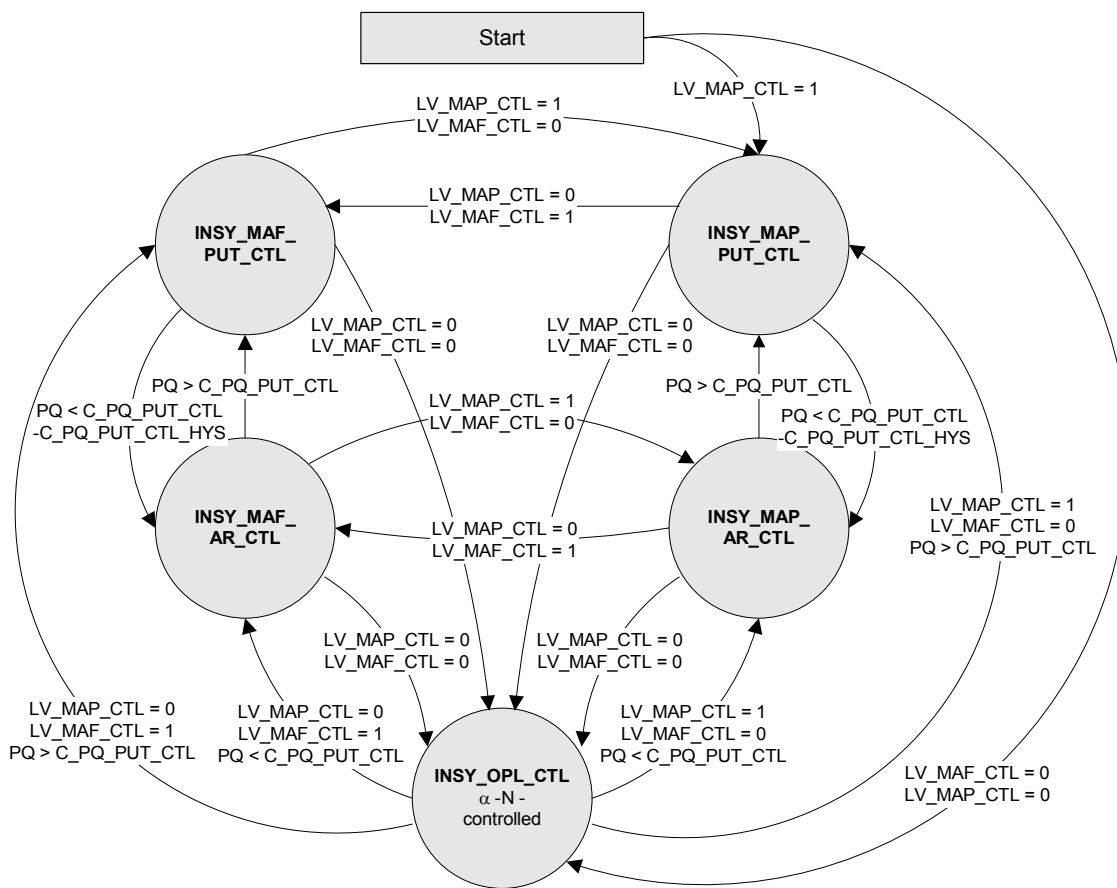 Start
LV_MAP_CTL = 1
LV_MAP_CTL = 1
LV_MAF_CTL = 0
LV_MAP_CTL = 0
LV_MAF_CTL = 1
INSY_MAF_
PUT_CTL
INSY_MAP_
PUT_CTL
LV_MAP_CTL = 0
LV_MAF_CTL = 0
LV_MAP_CTL = 0
LV_MAF_CTL = 0
PQ > C_PQ_PUT_CTL
PQ < C_PQ_PUT_CTL
-C_PQ_PUT_CTL_HYS
LV_MAP_CTL = 1
LV_MAF_CTL = 0
PQ > C_PQ_PUT_CTL
PQ < C_PQ_PUT_CTL
-C_PQ_PUT_CTL_HYS
INSY_MAF_
AR_CTL
LV_MAP_CTL = 0
LV_MAF_CTL = 1
INSY_MAP_
AR_CTL
LV_MAP_CTL = 1
LV_MAF_CTL = 0
PQ > C_PQ_PUT_CTL
LV_MAP_CTL = 0
LV_MAF_CTL = 0
LV_MAP_CTL = 0
LV_MAF_CTL = 0
LV_MAP_CTL = 0
LV_MAF_CTL = 1
PQ > C_PQ_PUT_CTL
LV_MAP_CTL = 0
LV_MAF_CTL = 1
PQ < C_PQ_PUT_CTL
LV_MAP_CTL = 1
LV_MAF_CTL = 0
PQ < C_PQ_PUT_CTL
INSY_OPL_CTL
α -N -
controlled
LV_MAF_CTL = 0
LV_MAP_CTL = 0